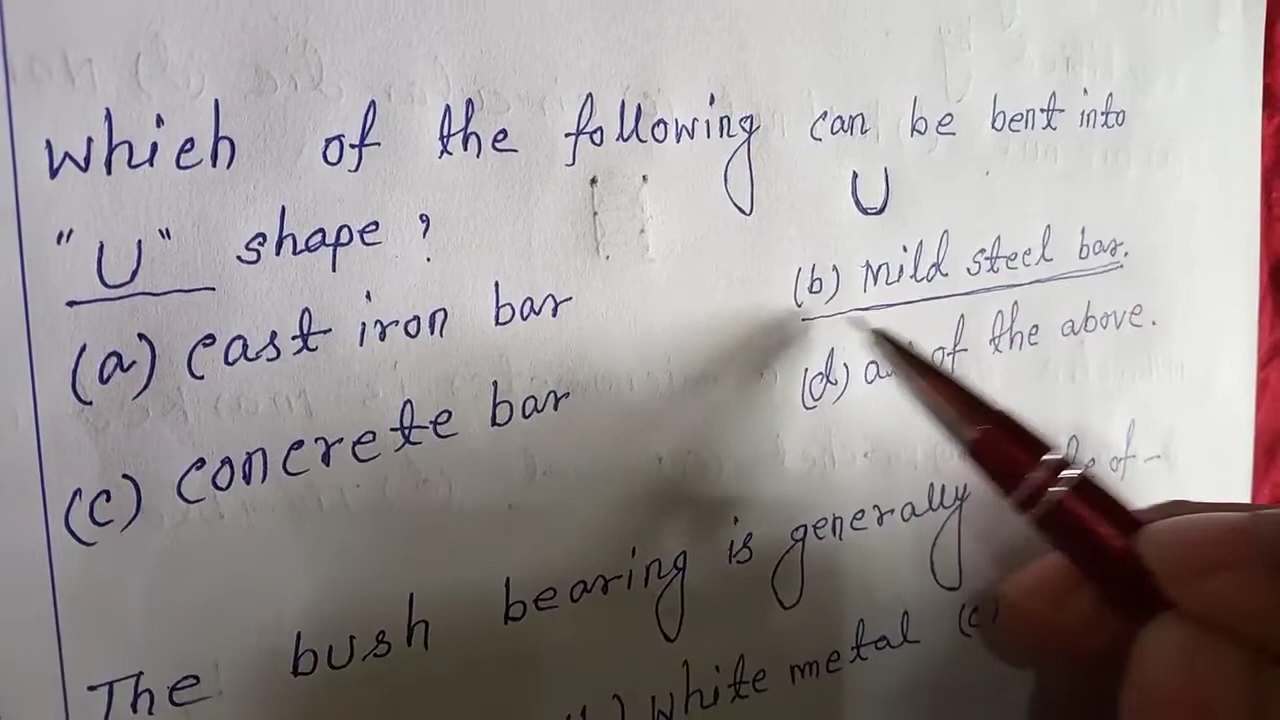 Which of the following can be bent into
"U" shape ? U
(a) cast iron bar (b) Mild steel bar.
(c) concrete bar (d) of the above.
The bush bearing is generally of -
white metal (c)